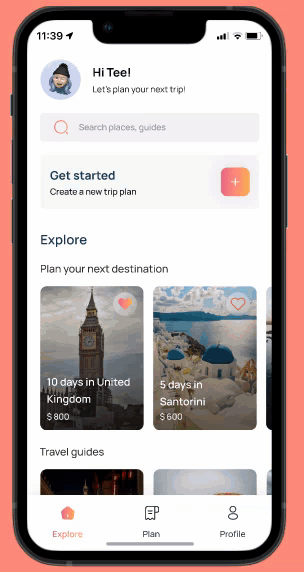 11:39
Hi Tee!
Let's plan your next trip!
Search places, guides
Get started
Create a new trip plan
Explore
Plan your next destination
10 days in United
Kingdom
$ 800
5 days in
Santorini
$ 600
Travel guides
Explore
Plan
Profile